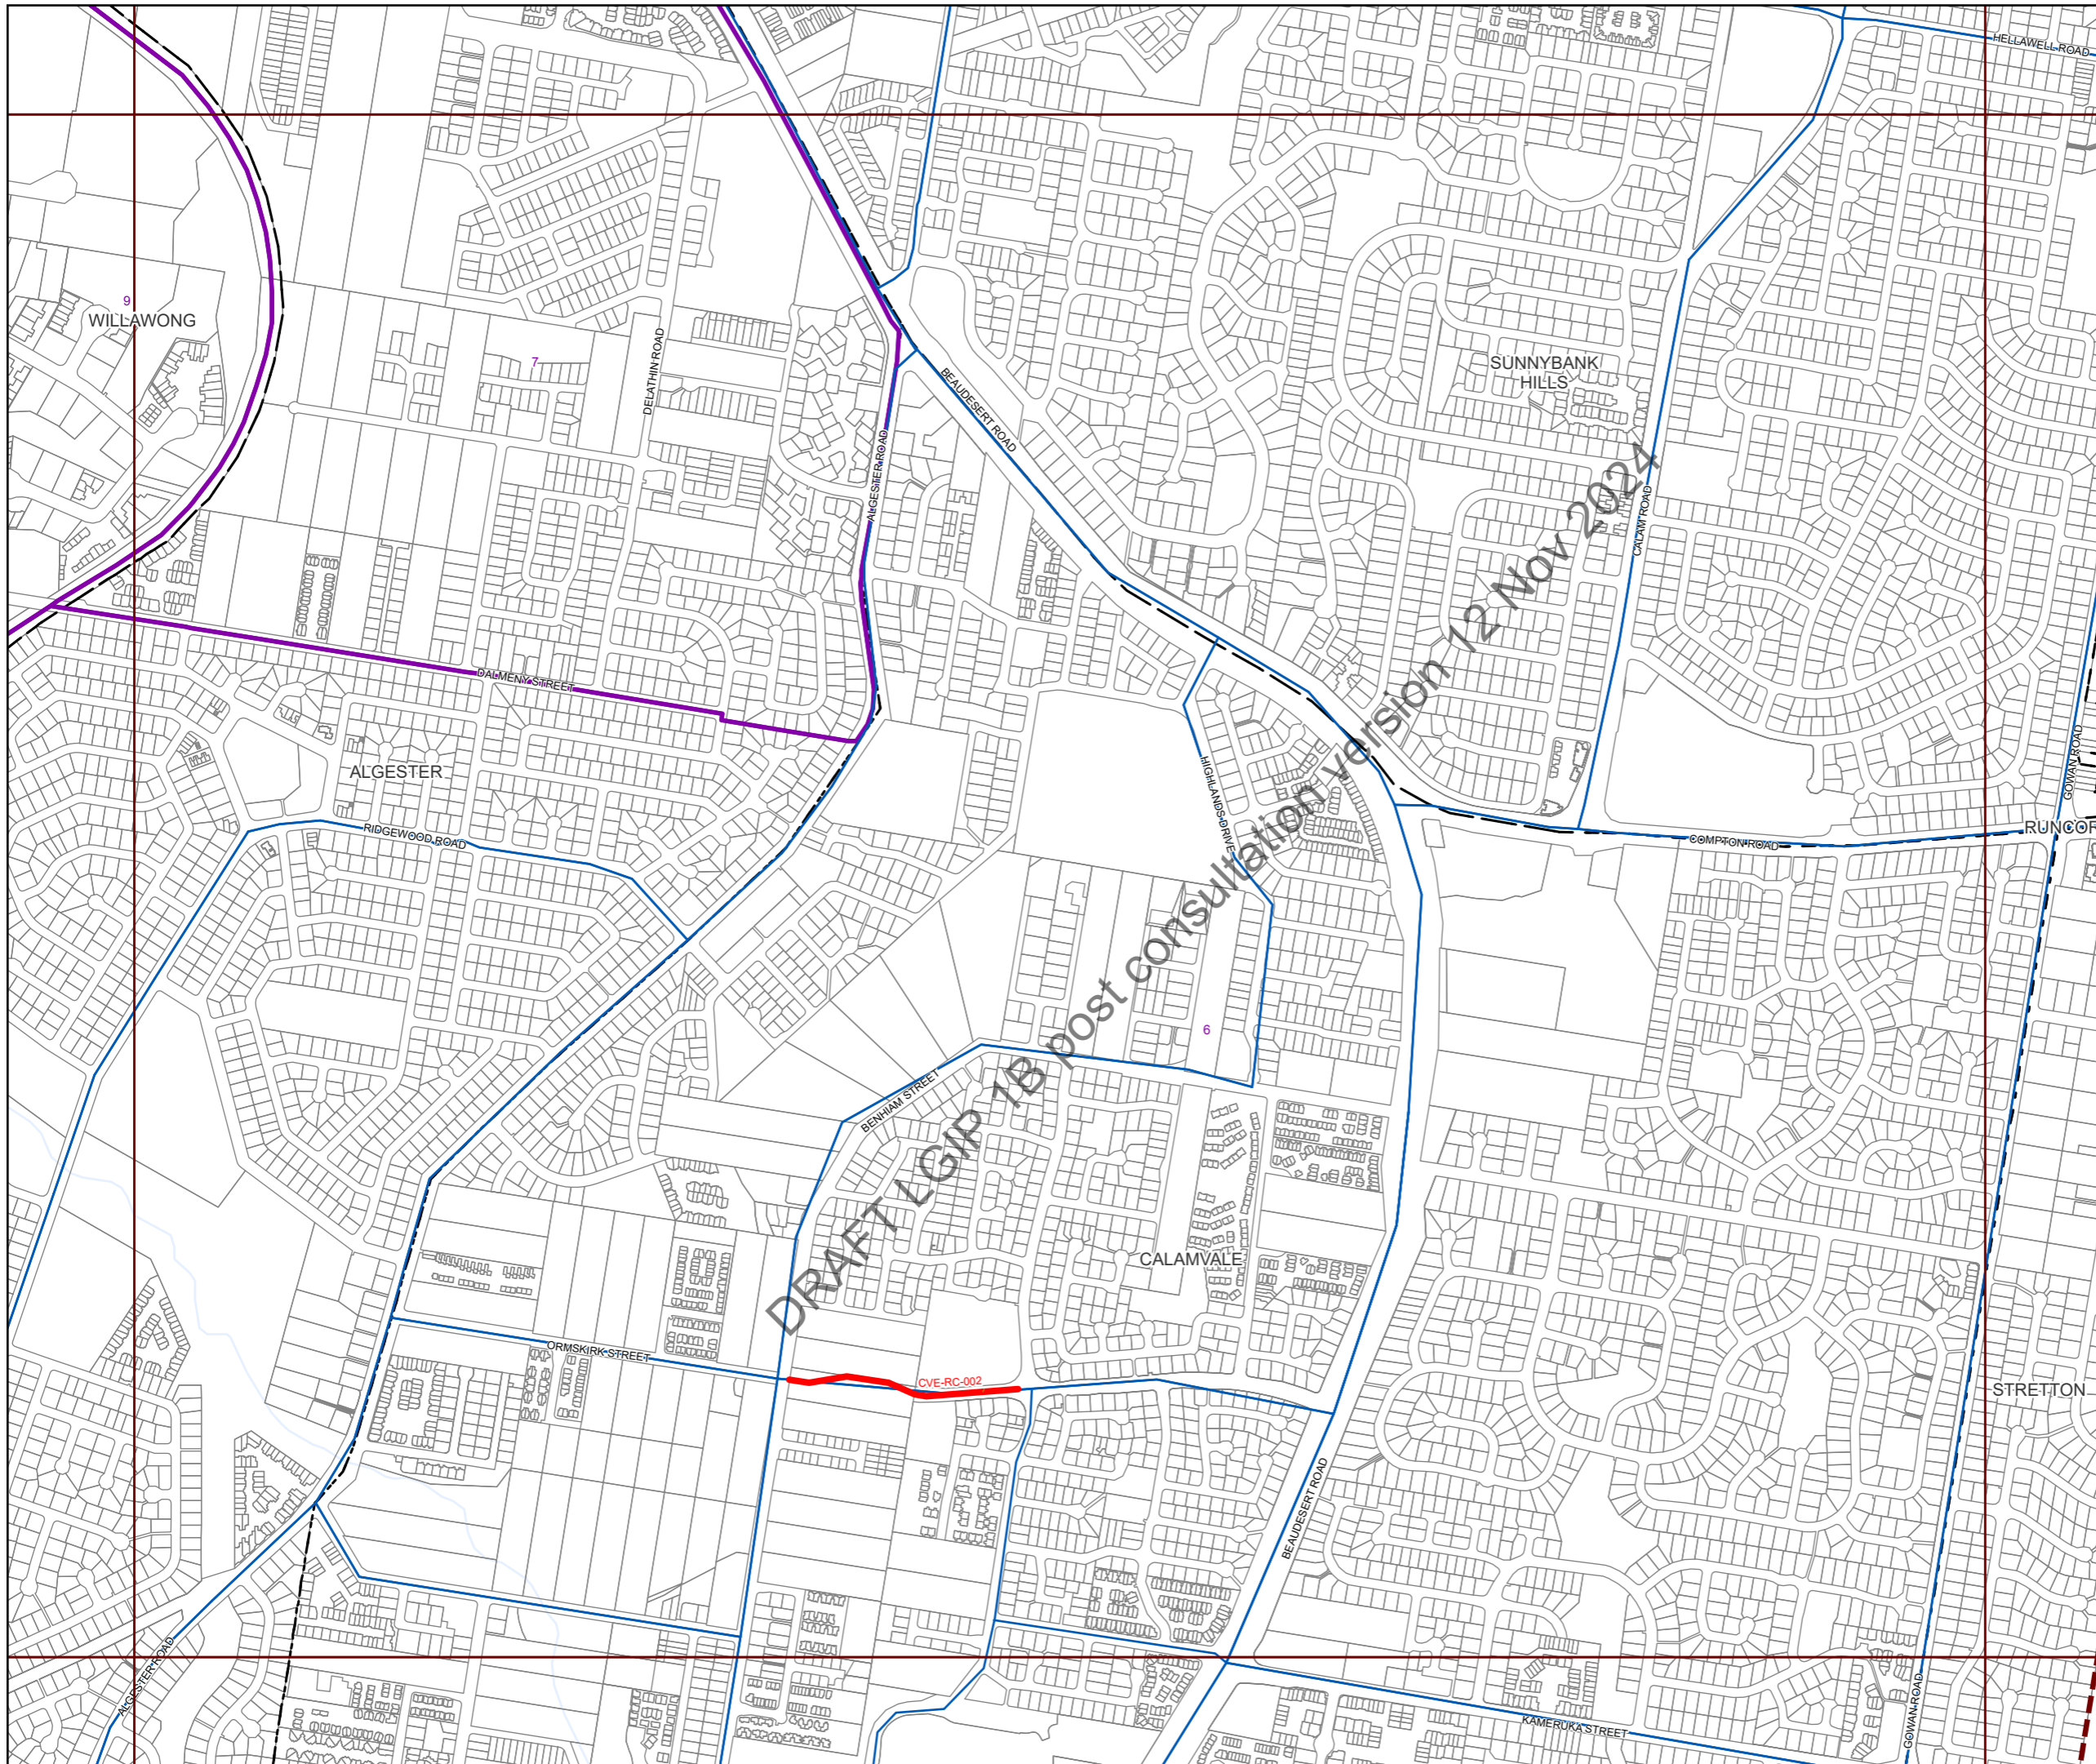 HELLAWELL ROAD
9
WILLAWONG
7
DELATHIN ROAD
SUNNYBANK
HILLS
BEAUDESERT ROAD
ALGESTER ROAD
CALAM ROAD
DALMENY STREET
GOWAN ROAD
ALGESTER
HIGHLANDS DRIVE
RIDGEWOOD ROAD
COMPTON ROAD
RUNCOR
6
BENHIAM STREET
DRAFT LGIP 1B post consultation version 12 Nov 2024
CALAMVALE
ORMSKIRK STREET
CVE-RC-002
STRETTON
BEAUDESERT ROAD
ALGESTER ROAD
GOWAN ROAD
KAMERUKA STREET